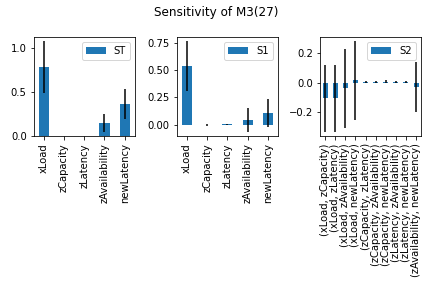 Sensitivity of M3(27)
1.0
0.5
0.0
ST
xLoad
zCapacity
zLatency
zAvailability
newLatency
0.75
0.50
0.25
0.00
S1
xLoad
zCapacity
zLatency
zAvailability
newLatency
0.2
0.0
−0.2
S2
(xLoad, zCapacity)
(xLoad, zLatency)
(xLoad, zAvailability)
(xLoad, newLatency)
(zCapacity, zLatency)
(zCapacity, zAvailability)
(zCapacity, newLatency)
(zLatency, zAvailability)
(zLatency, newLatency)
(zAvailability, newLatency)